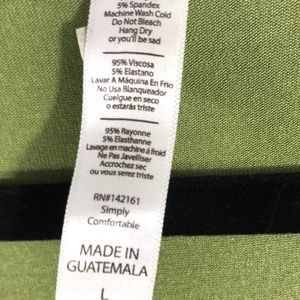 5% Spandex
Machine Wash Cold
Do Not Bleach
Hang Dry
or you'll be sad
95% Viscosa
5% Elastano
Lavar A Máquina En Frio
No Usa Blanqueador
Cuelgue en seco
o estarás triste
95% Rayonne
5% Elasthanne
Lavage en machine á froid
Ne Pas Javelliser
Accrochez sec
ou vous serez triste
RN#142161
Simply
Comfortable
MADE IN
GUATEMALA
L